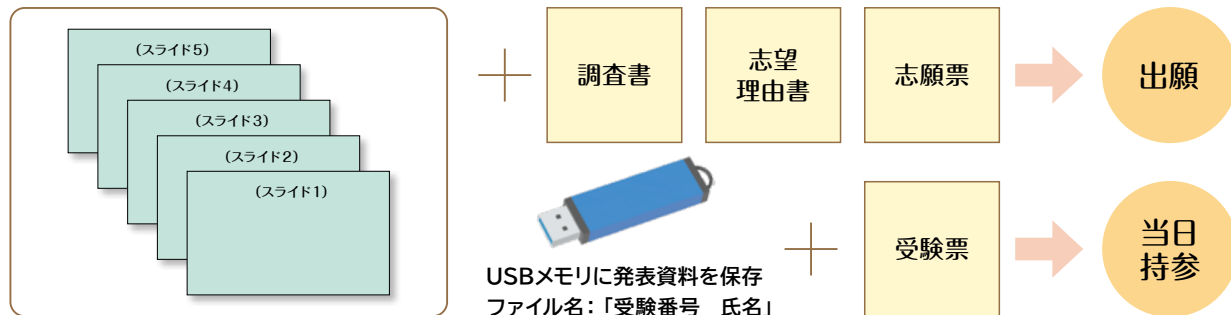 (スライド5)
(スライド4)
(スライド3)
(スライド2)
(スライド1)
調査書
志望
理由書
志願票
出願
USBメモリに発表資料を保存
ファイル名:「受験番号　氏名」
受験票
当日
持参